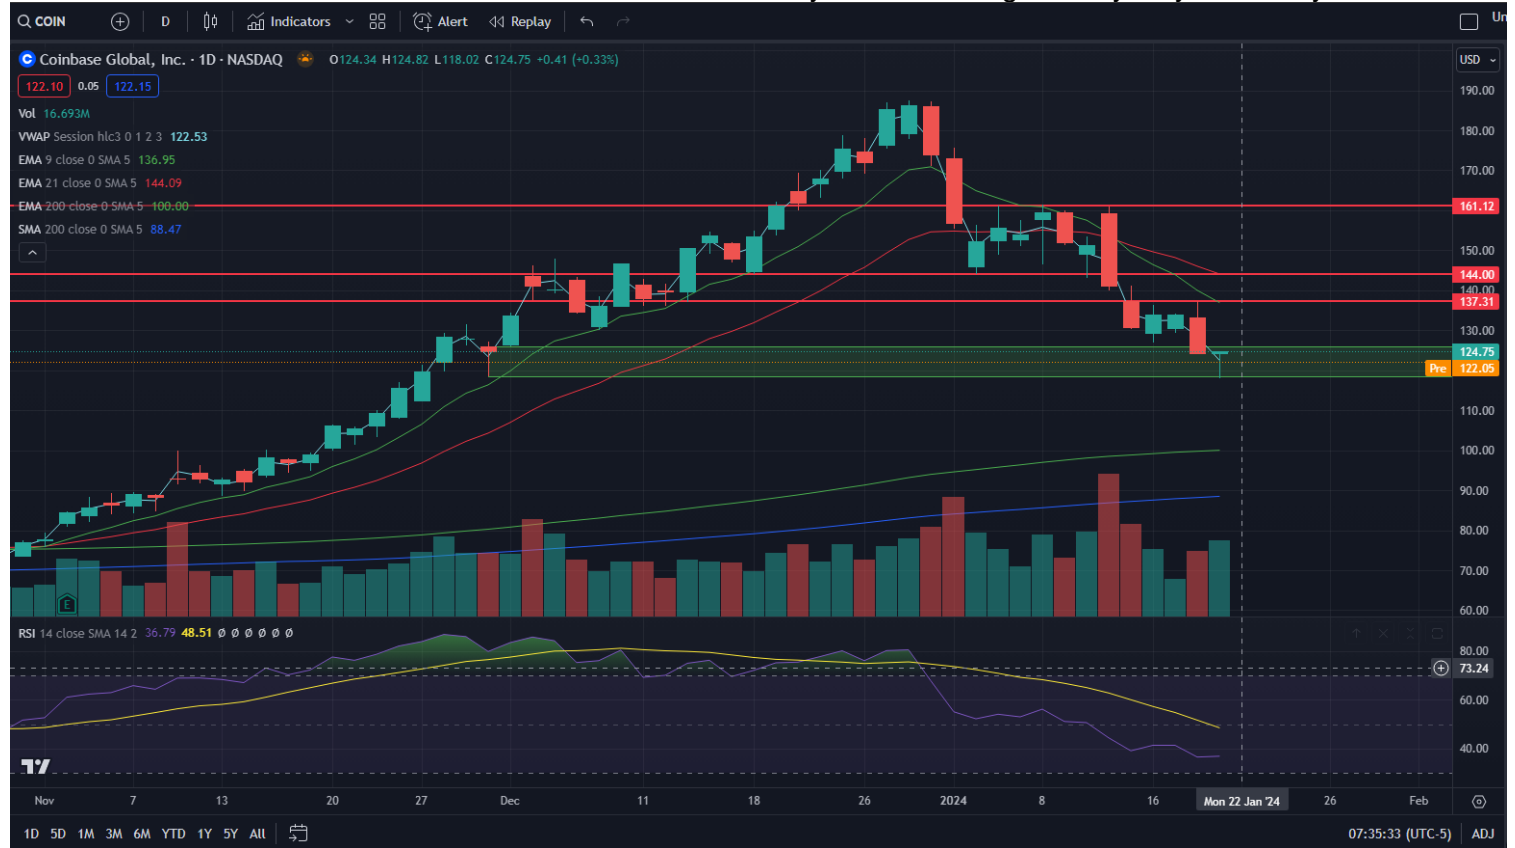 COIN D Indicators Alert Replay Un
Coinbase Global, Inc. · 1D · NASDAQ O124.34 H124.82 L118.02 C124.75 +0.41 (+0.33%) USD
122.10 0.05 122.15
Vol 16.693M
VWAP Session hlc3 0 1 2 3 122.53
EMA 9 close 0 SMA 5 136.95
EMA 21 close 0 SMA 5 144.09
EMA 200 close 0 SMA 5 100.00
SMA 200 close 0 SMA 5 88.47
190.00
180.00
170.00
161.12
150.00
144.00
140.00
137.31
130.00
124.75
Pre 122.05
110.00
100.00
90.00
80.00
70.00
60.00
E
RSI 14 close SMA 14 2 36.79 48.51 Ø Ø Ø Ø Ø Ø
80.00
73.24
60.00
40.00
Nov 7 13 20 27 Dec 11 18 26 2024 8 16 Mon 22 Jan '24 26 Feb
1D 5D 1M 3M 6M YTD 1Y 5Y All 07:35:33 (UTC-5) ADJ